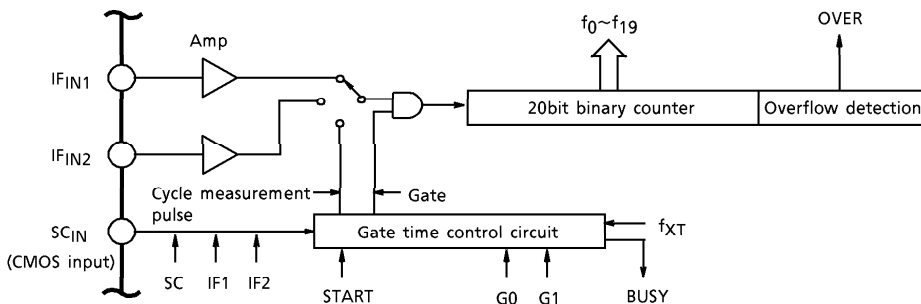 OVER
f0~f19
Amp
IFIN1
20bit binary counter
Overflow detection
IFIN2
Cycle measurement
pulse
Gate
SCIN
(CMOS input)
Gate time control circuit
fXT
SC
IF1
IF2
START
G0
G1
BUSY